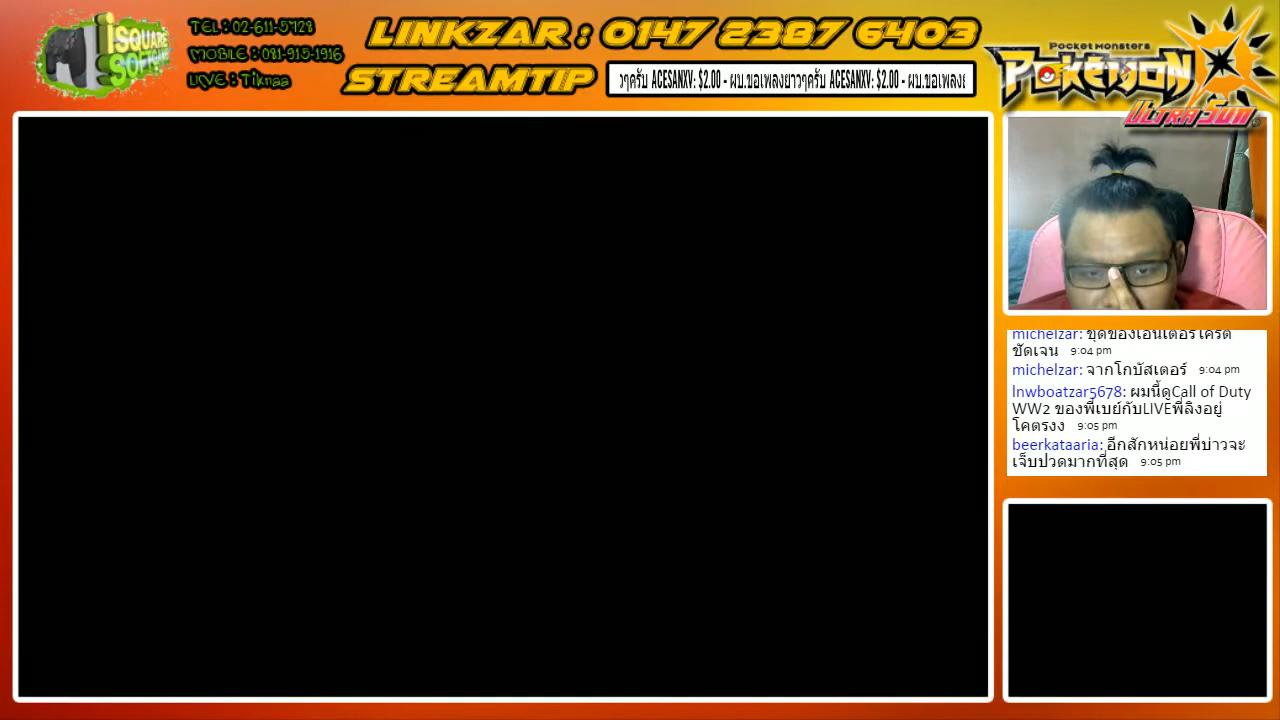 iSQUARE
SOFT
TEL : 02-611-5728
MOBILE : 081-915-1916
LINE : Tiknaa
LINKZAR : 0147 2387 6403
STREAMTIP
วๆครับ ACESANXV: $2.00 - ผบ.ขอเพลงยาวๆครับ ACESANXV: $2.00 - ผบ.ขอเพลงย
POCKET MONSTERS
POKÉMON
ULTRA SUN
michelzar: ขุดของเอ็นเตอร์ไครต์
ชัดเจน 9:04 pm
michelzar: จากโกบัสเตอร์ 9:04 pm
lnwboatzar5678: ผมนี้ดูCall of Duty
WW2 ของพี่เบย์กับLIVEพี่ลิงอยู่
โคตรงง 9:05 pm
beerkataaria: อีกสักหน่อยพี่บ่าวจะ
เจ็บปวดมากที่สุด 9:05 pm